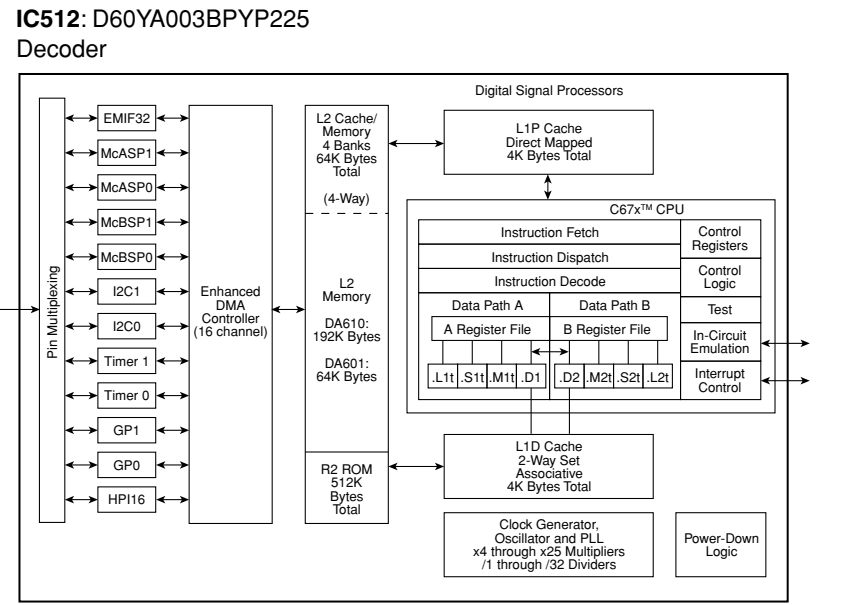 IC512: D60YA003BPYP225
Decoder
Digital Signal Processors
Pin Multiplexing
EMIF32
McASP1
McASP0
McBSP1
McBSP0
I2C1
I2C0
Timer 1
Timer 0
GP1
GP0
HPI16
Enhanced
DMA
Controller
(16 channel)
L2 Cache/
Memory
4 Banks
64K Bytes
Total
(4-Way)
L2
Memory
DA610:
192K Bytes
DA601:
64K Bytes
R2 ROM
512K
Bytes
Total
L1P Cache
Direct Mapped
4K Bytes Total
C67x™ CPU
Instruction Fetch
Instruction Dispatch
Instruction Decode
Data Path A
A Register File
.L1t .S1t .M1t .D1
Data Path B
B Register File
.D2 .M2t .S2t .L2t
Control
Registers
Control
Logic
Test
In-Circuit
Emulation
Interrupt
Control
L1D Cache
2-Way Set
Associative
4K Bytes Total
Clock Generator,
Oscillator and PLL
x4 through x25 Multipliers
/1 through /32 Dividers
Power-Down
Logic